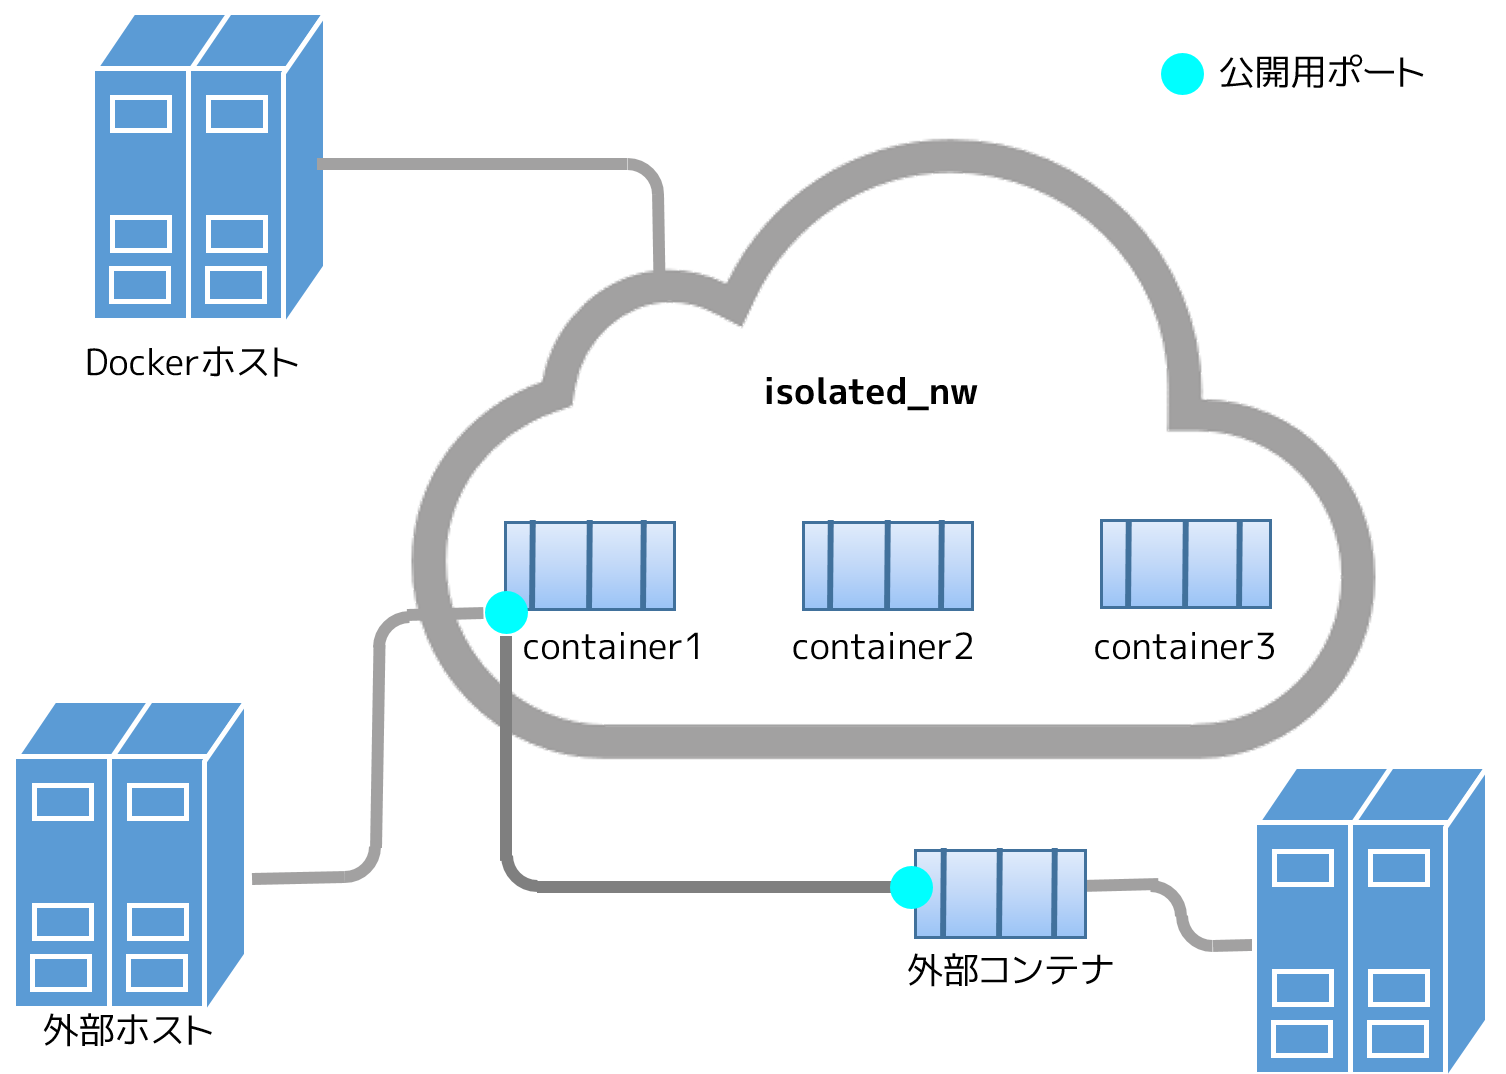 公開用ポート
Dockerホスト
isolated_nw
container1
container2
container3
外部コンテナ
外部ホスト